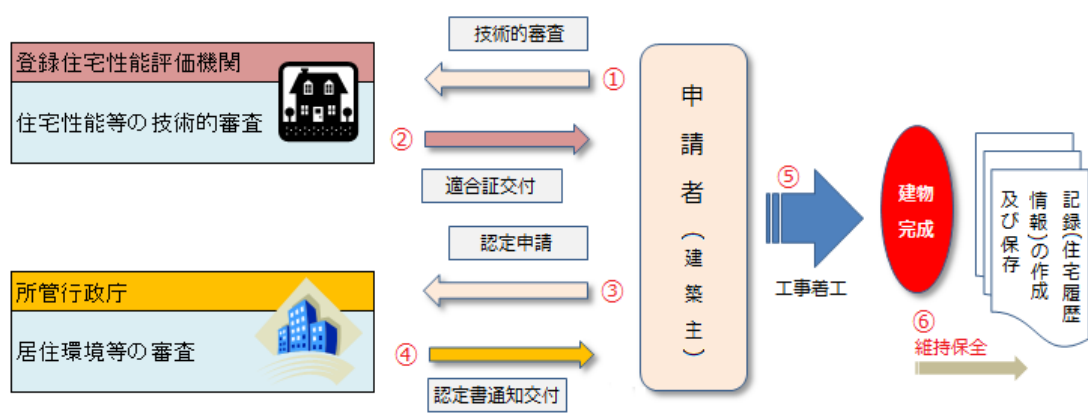 登録住宅性能評価機関
住宅性能等の技術的審査
技術的審査
①
②
適合証交付
所管行政庁
居住環境等の審査
認定申請
③
④
認定書通知交付
申請者(建築主)
⑤
工事着工
建物
完成
記録(住宅履歴
情報)の作成
及び保存
⑥
維持保全